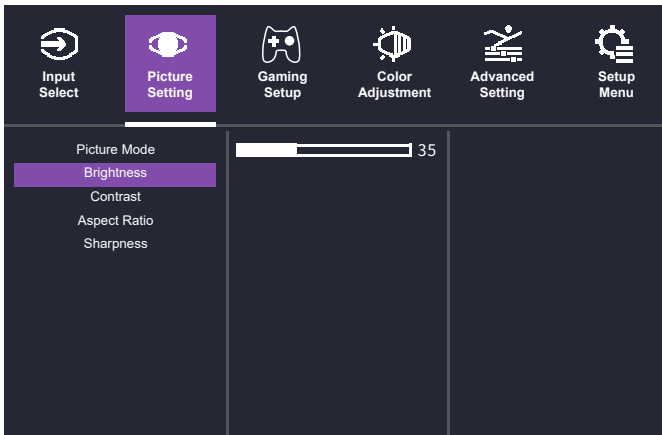 Input
Select
Picture
Setting
Gaming
Setup
Color
Adjustment
Advanced
Setting
Setup
Menu
Picture Mode
35
Brightness
Contrast
Aspect Ratio
Sharpness